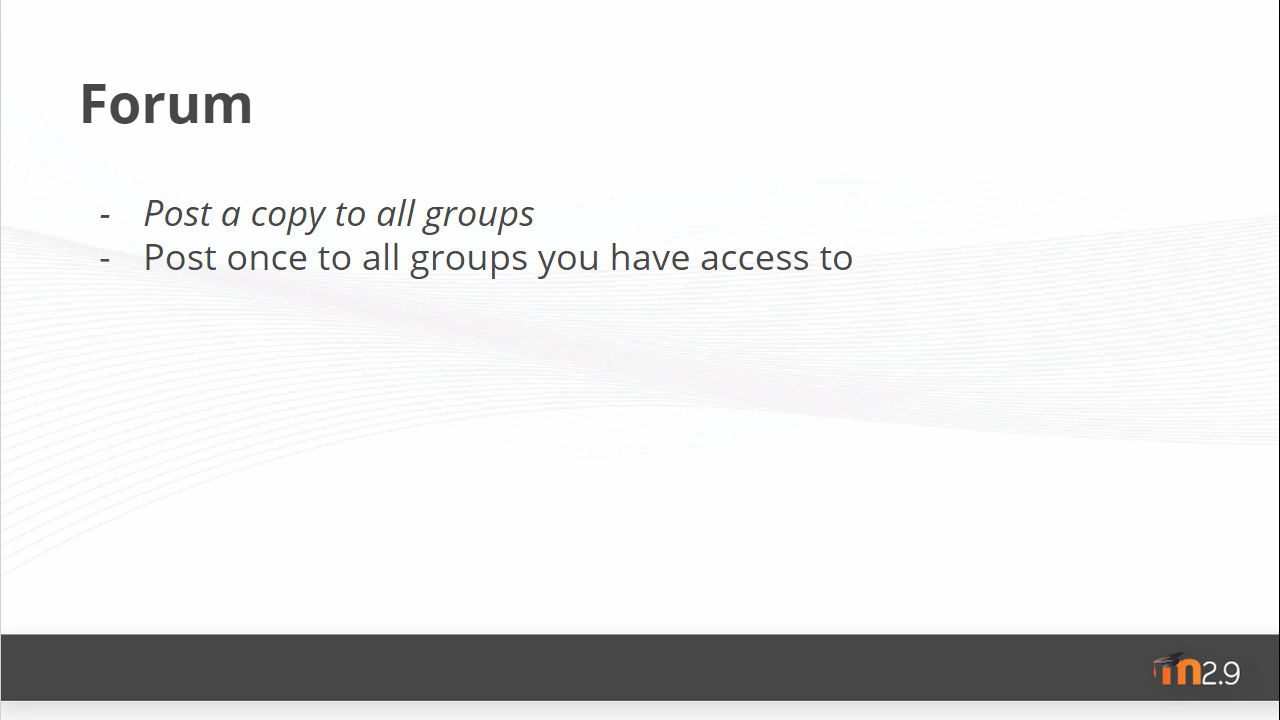 Forum
- Post a copy to all groups
- Post once to all groups you have access to
m2.9